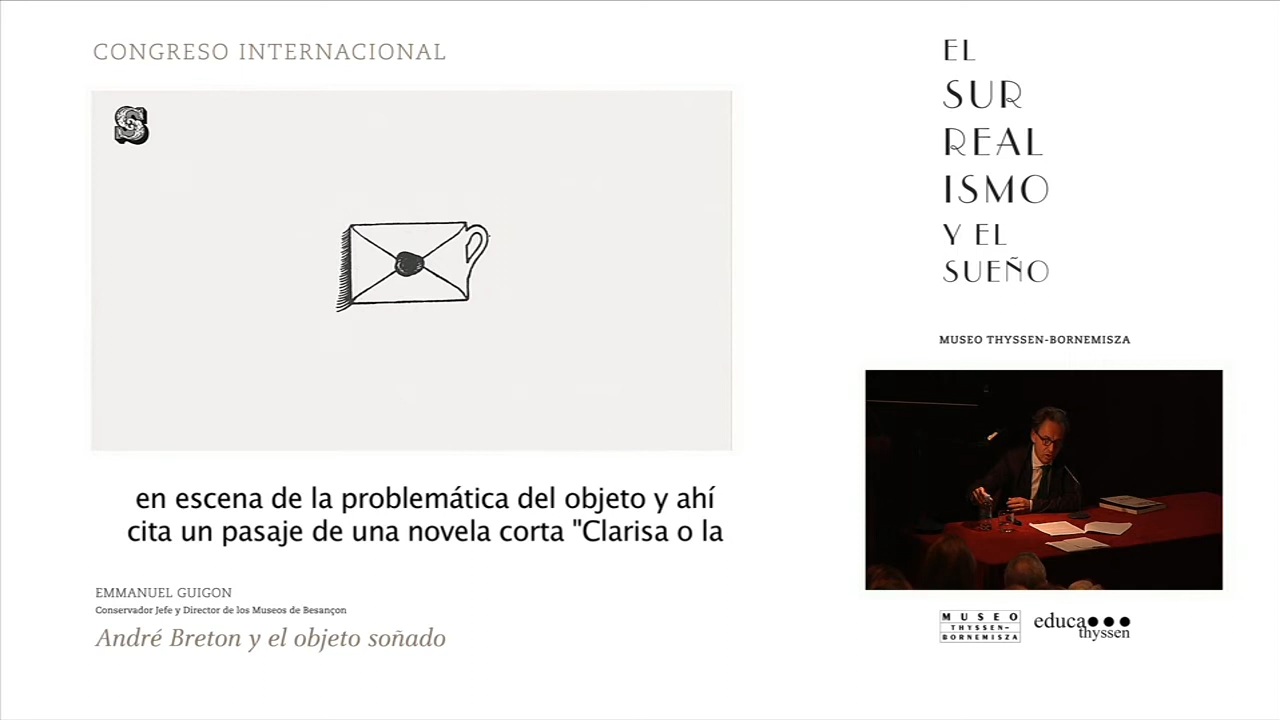 CONGRESO INTERNACIONAL
S
en escena de la problemática del objeto y ahí
cita un pasaje de una novela corta "Clarisa o la
EMMANUEL GUIGON
Conservador Jefe y Director de los Museos de Besançon
André Breton y el objeto soñado
EL
SUR
REAL
ISMO
Y EL
SUEÑO
MUSEO THYSSEN-BORNEMISZA
MUSEO
THYSSEN-
BORNEMISZA
educa
thyssen